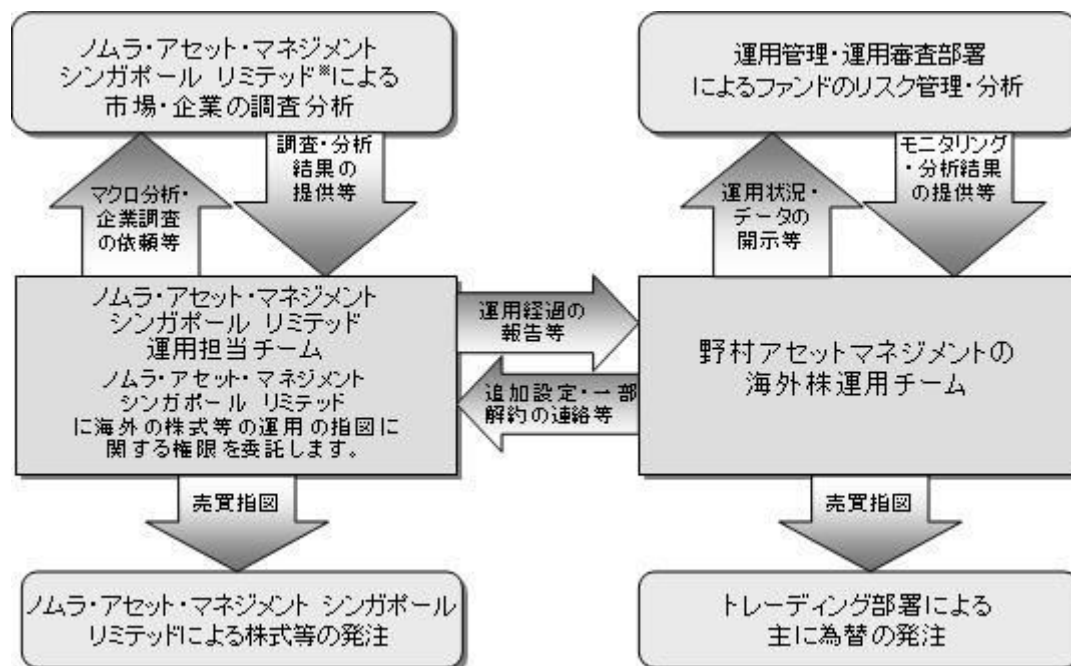 ノムラ・アセット・マネジメント
シンガポール リミテッド※による
市場・企業の調査分析
運用管理・運用審査部署
によるファンドのリスク管理・分析
マクロ分析・
企業調査
の依頼等
調査・分析
結果の
提供等
運用状況・
データの
開示等
モニタリング
・分析結果
の提供等
ノムラ・アセット・マネジメント
シンガポール リミテッド
運用担当チーム
ノムラ・アセット・マネジメント
シンガポール リミテッド
に海外の株式等の運用の指図に
関する権限を委託します。
運用経過の
報告等
追加設定・一部
解約の連絡等
野村アセットマネジメントの
海外株運用チーム
売買指図
売買指図
ノムラ・アセット・マネジメント シンガポール
リミテッドによる株式等の発注
トレーディング部署による
主に為替の発注